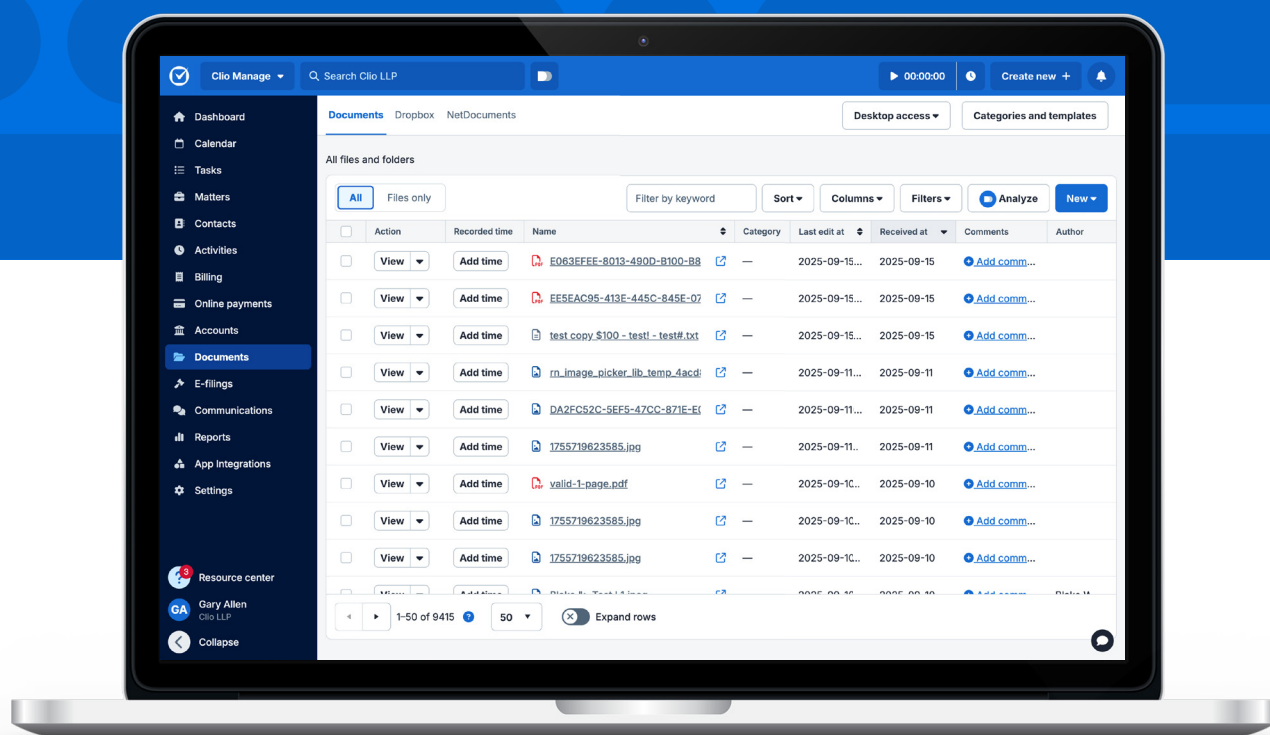 Clio Manage Search Clio LLP 00:00:00 Create new +
Dashboard
Calendar
Tasks
Matters
Contacts
Activities
Billing
Online payments
Accounts
Documents
E-filings
Communications
Reports
App Integrations
Settings
3
Resource center
GA Gary Allen
Clio LLP
Collapse
Documents Dropbox NetDocuments Desktop access Categories and templates
All files and folders
All Files only Filter by keyword Sort Columns Filters Analyze New
Action Recorded time Name Category Last edit at Received at Comments Author
View Add time E063EFEE-8013-490D-B100-B8 — 2025-09-15... 2025-09-15 Add comm...
View Add time EE5EAC95-413E-445C-845E-07 — 2025-09-15... 2025-09-15 Add comm...
View Add time test copy $100 - test! - test#.txt — 2025-09-15... 2025-09-15 Add comm...
View Add time rn_image_picker_lib_temp_4acd — 2025-09-11... 2025-09-11 Add comm...
View Add time DA2FC52C-5EF5-47CC-871E-E — 2025-09-11... 2025-09-11 Add comm...
View Add time 1755719623585.jpg — 2025-09-11.. 2025-09-11 Add comm...
View Add time valid-1-page.pdf — 2025-09-10... 2025-09-10 Add comm...
View Add time 1755719623585.jpg — 2025-09-10... 2025-09-10 Add comm...
View Add time 1755719623585.jpg — 2025-09-10... 2025-09-10 Add comm...
1–50 of 9415 ? 50 Expand rows